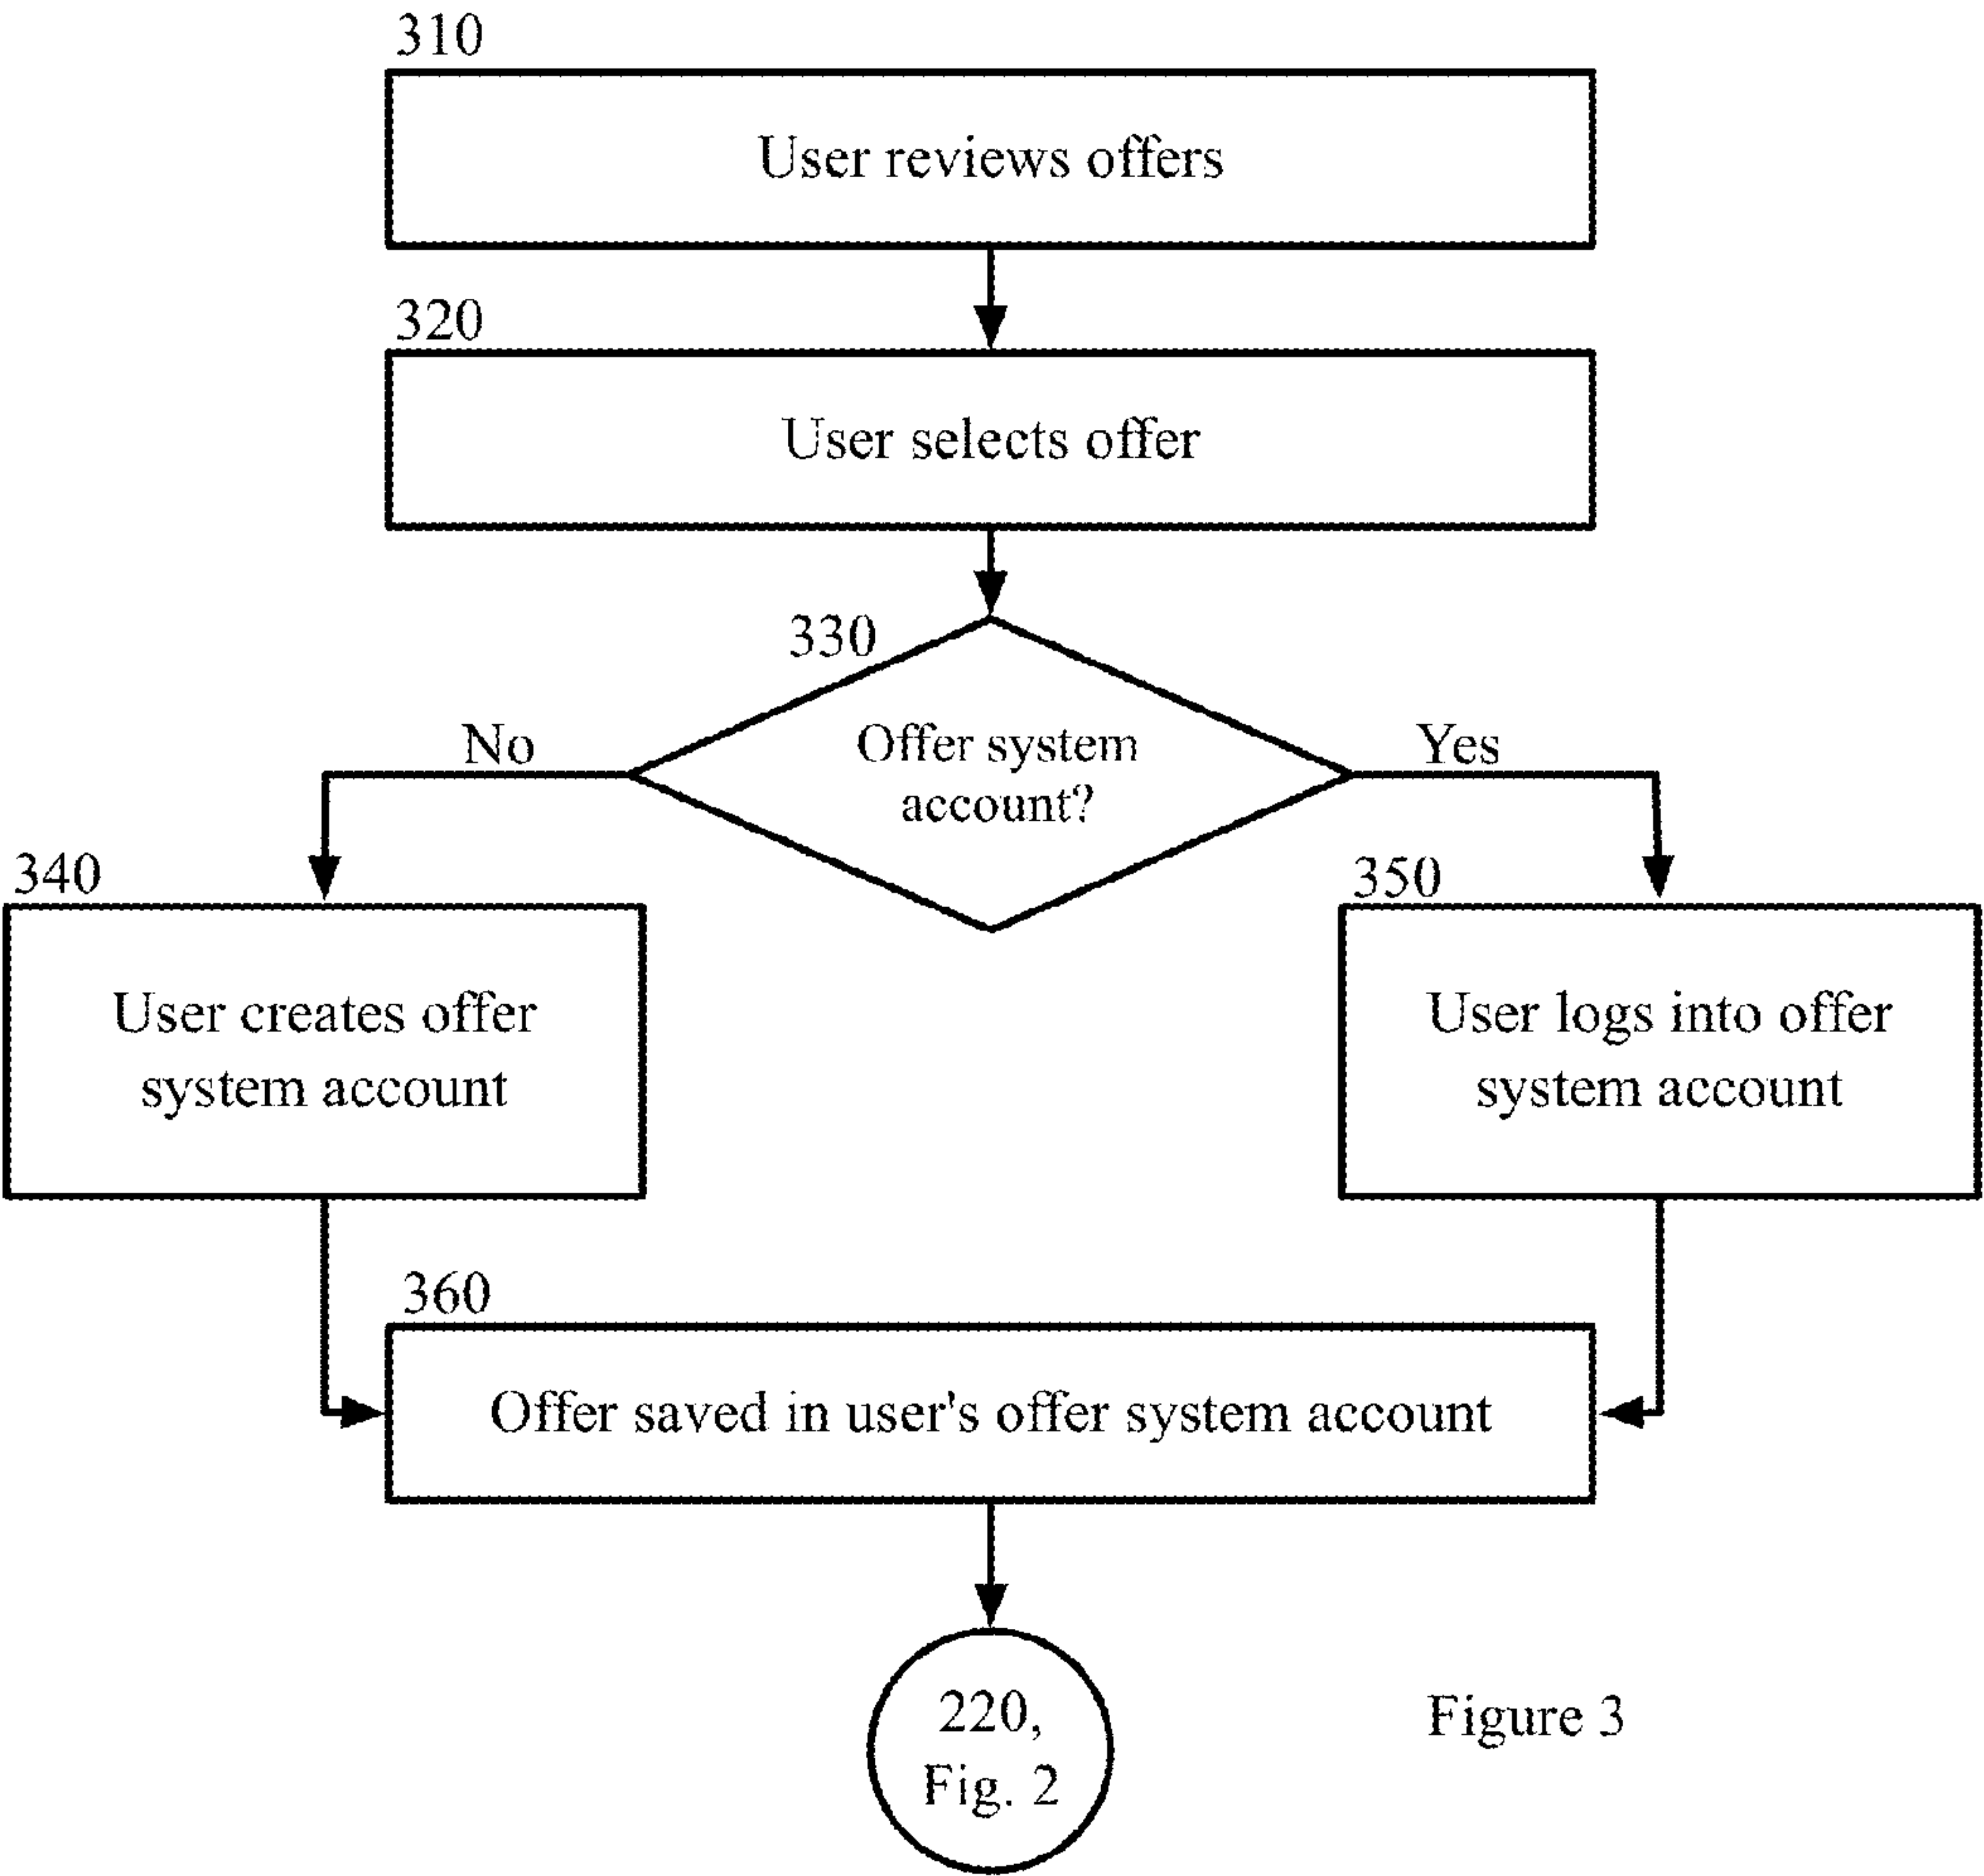 310
User reviews offers
320
User selects offer
330
No
Offer system
account?
Yes
340
User creates offer
system account
350
User logs into offer
system account
360
Offer saved in user's offer system account
220,
Fig. 2
Figure 3